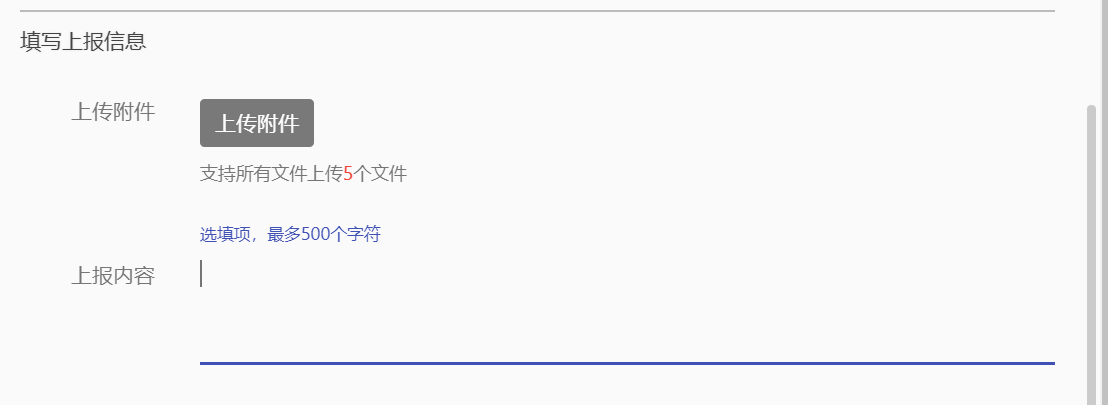 填写上报信息
上传附件
上传附件
支持所有文件上传5个文件
选填项，最多500个字符
上报内容